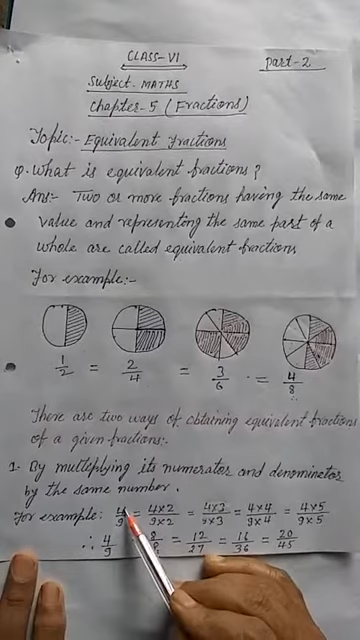 CLASS-VI
Part-2
Subject-MATHS
Chapter-5 (Fractions)
Topic:- Equivalent Fractions
Q. What is equivalent fractions?
Ans:- Two or more fractions having the same
value and representing the same part of a
whole are called equivalent fractions
For example:-
1/2 = 2/4 = 3/6 = 4/8
There are two ways of obtaining equivalent fractions
of a given fractions:-
1. By multiplying its numerator and denominator
by the same number.
For example: 4/9 = 4×2/9×2 = 4×3/9×3 = 4×4/9×4 = 4×5/9×5
∴ 4/9 = 12/27 = 16/36 = 20/45